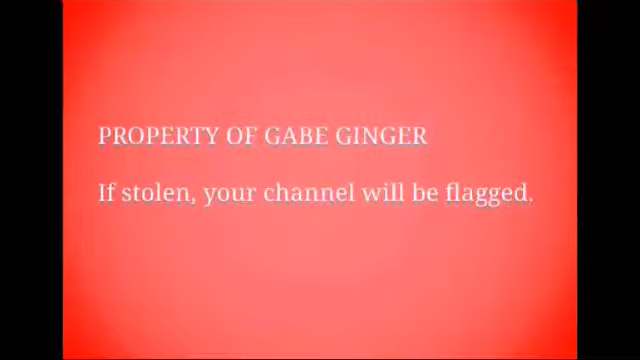 PROPERTY OF GABE GINGER
If stolen, your channel will be flagged.